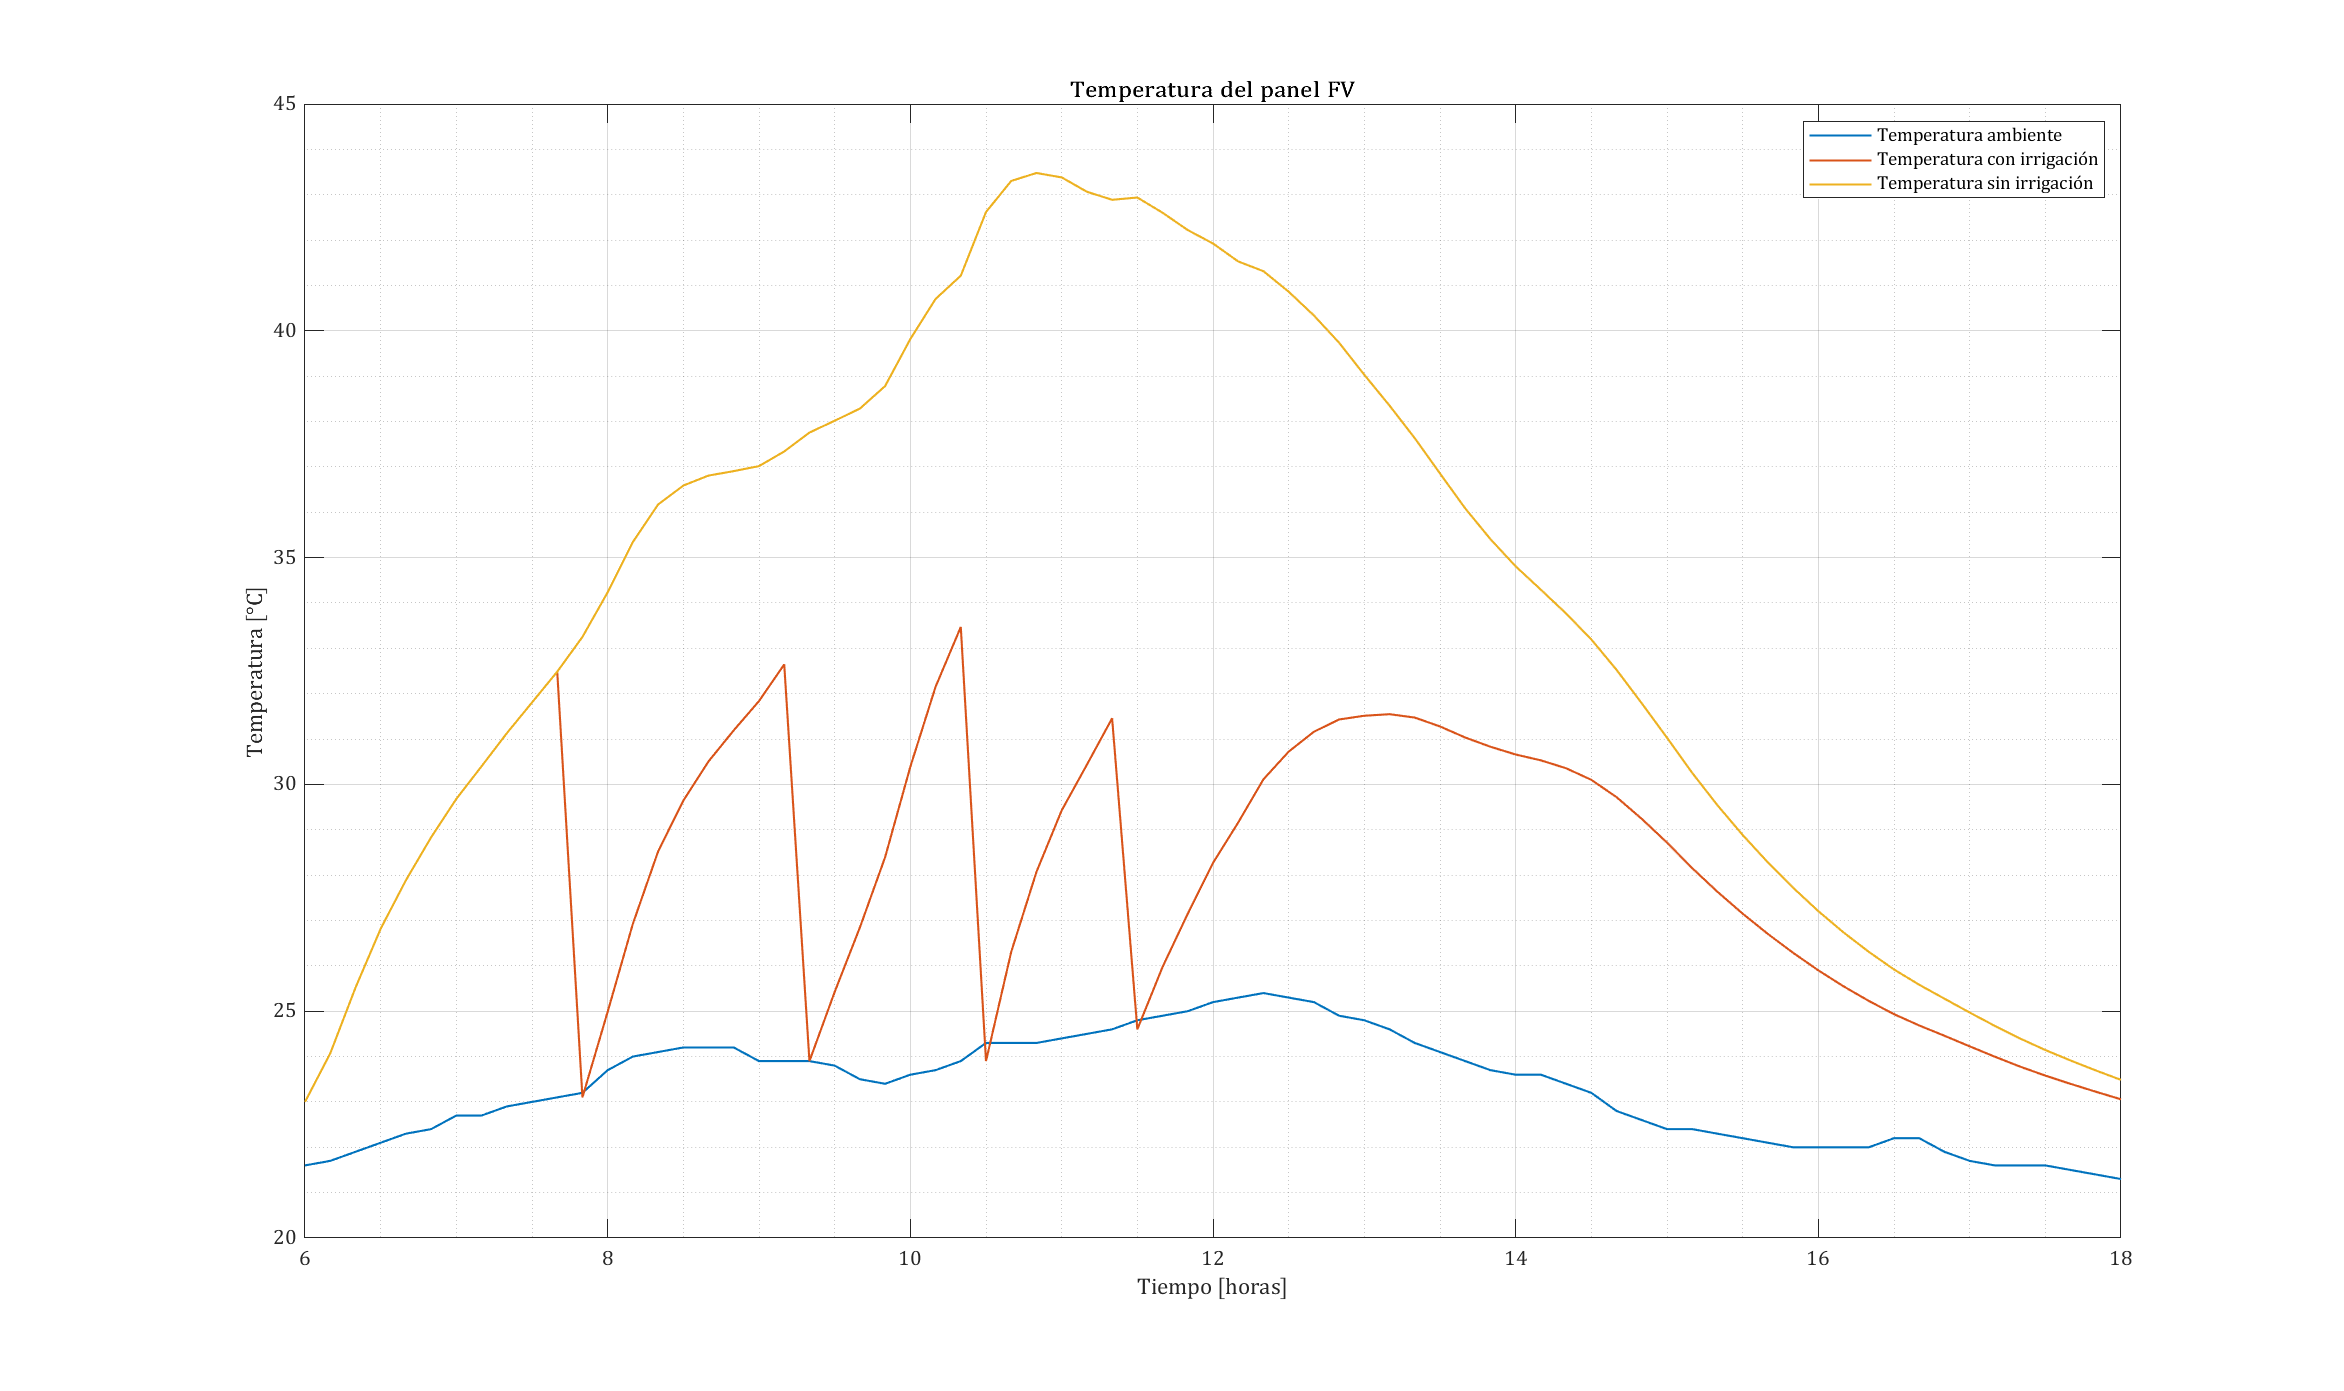 Temperatura del panel FV
45
Temperatura ambiente
Temperatura con irrigación
Temperatura sin irrigación
40
35
Temperatura [°C]
30
25
20
6 8 10 12 14 16 18
Tiempo [horas]